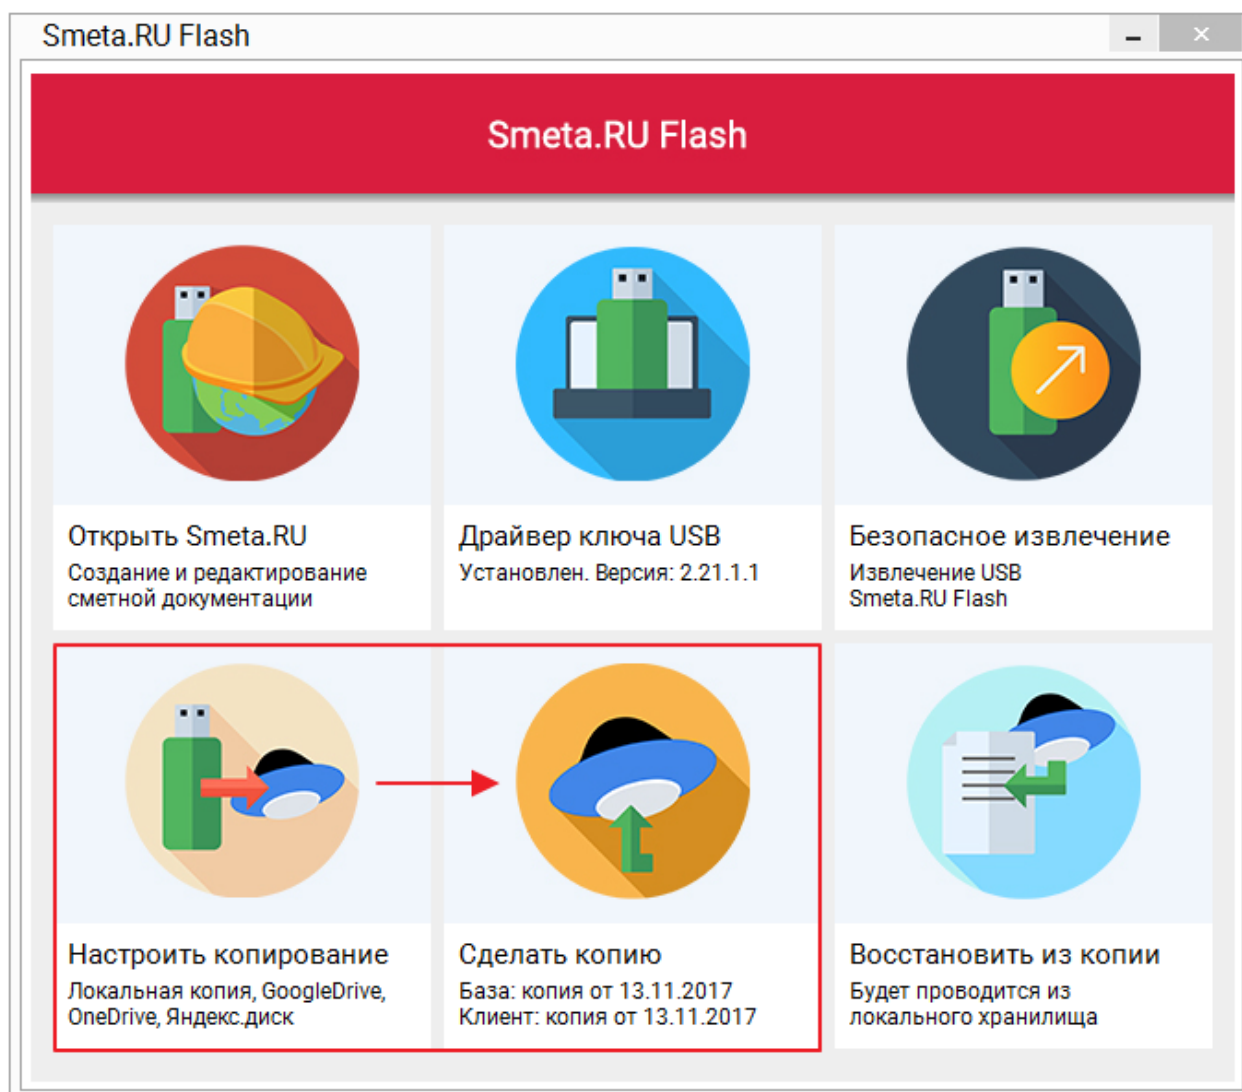 Smeta.RU Flash
Smeta.RU Flash
Открыть Smeta.RU
Создание и редактирование
сметной документации
Драйвер ключа USB
Установлен. Версия: 2.21.1.1
Безопасное извлечение
Извлечение USB
Smeta.RU Flash
Настроить копирование
Локальная копия, GoogleDrive,
OneDrive, Яндекс.диск
Сделать копию
База: копия от 13.11.2017
Клиент: копия от 13.11.2017
Восстановить из копии
Будет проводится из
локального хранилища